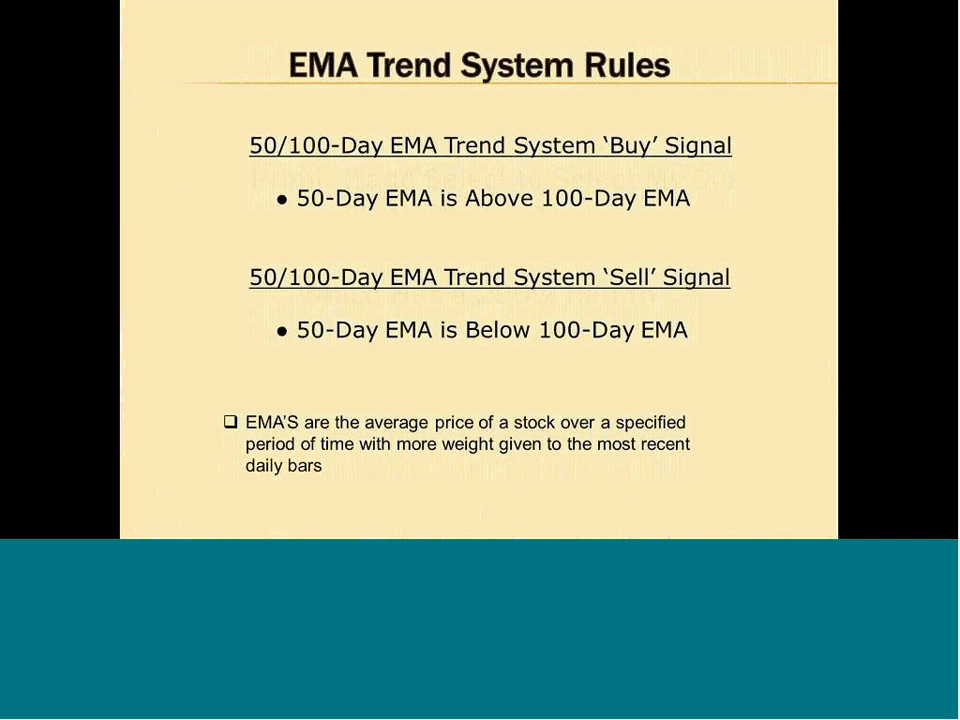 EMA Trend System Rules
50/100-Day EMA Trend System ‘Buy’ Signal
● 50-Day EMA is Above 100-Day EMA
50/100-Day EMA Trend System ‘Sell’ Signal
● 50-Day EMA is Below 100-Day EMA
❑ EMA’S are the average price of a stock over a specified
period of time with more weight given to the most recent
daily bars